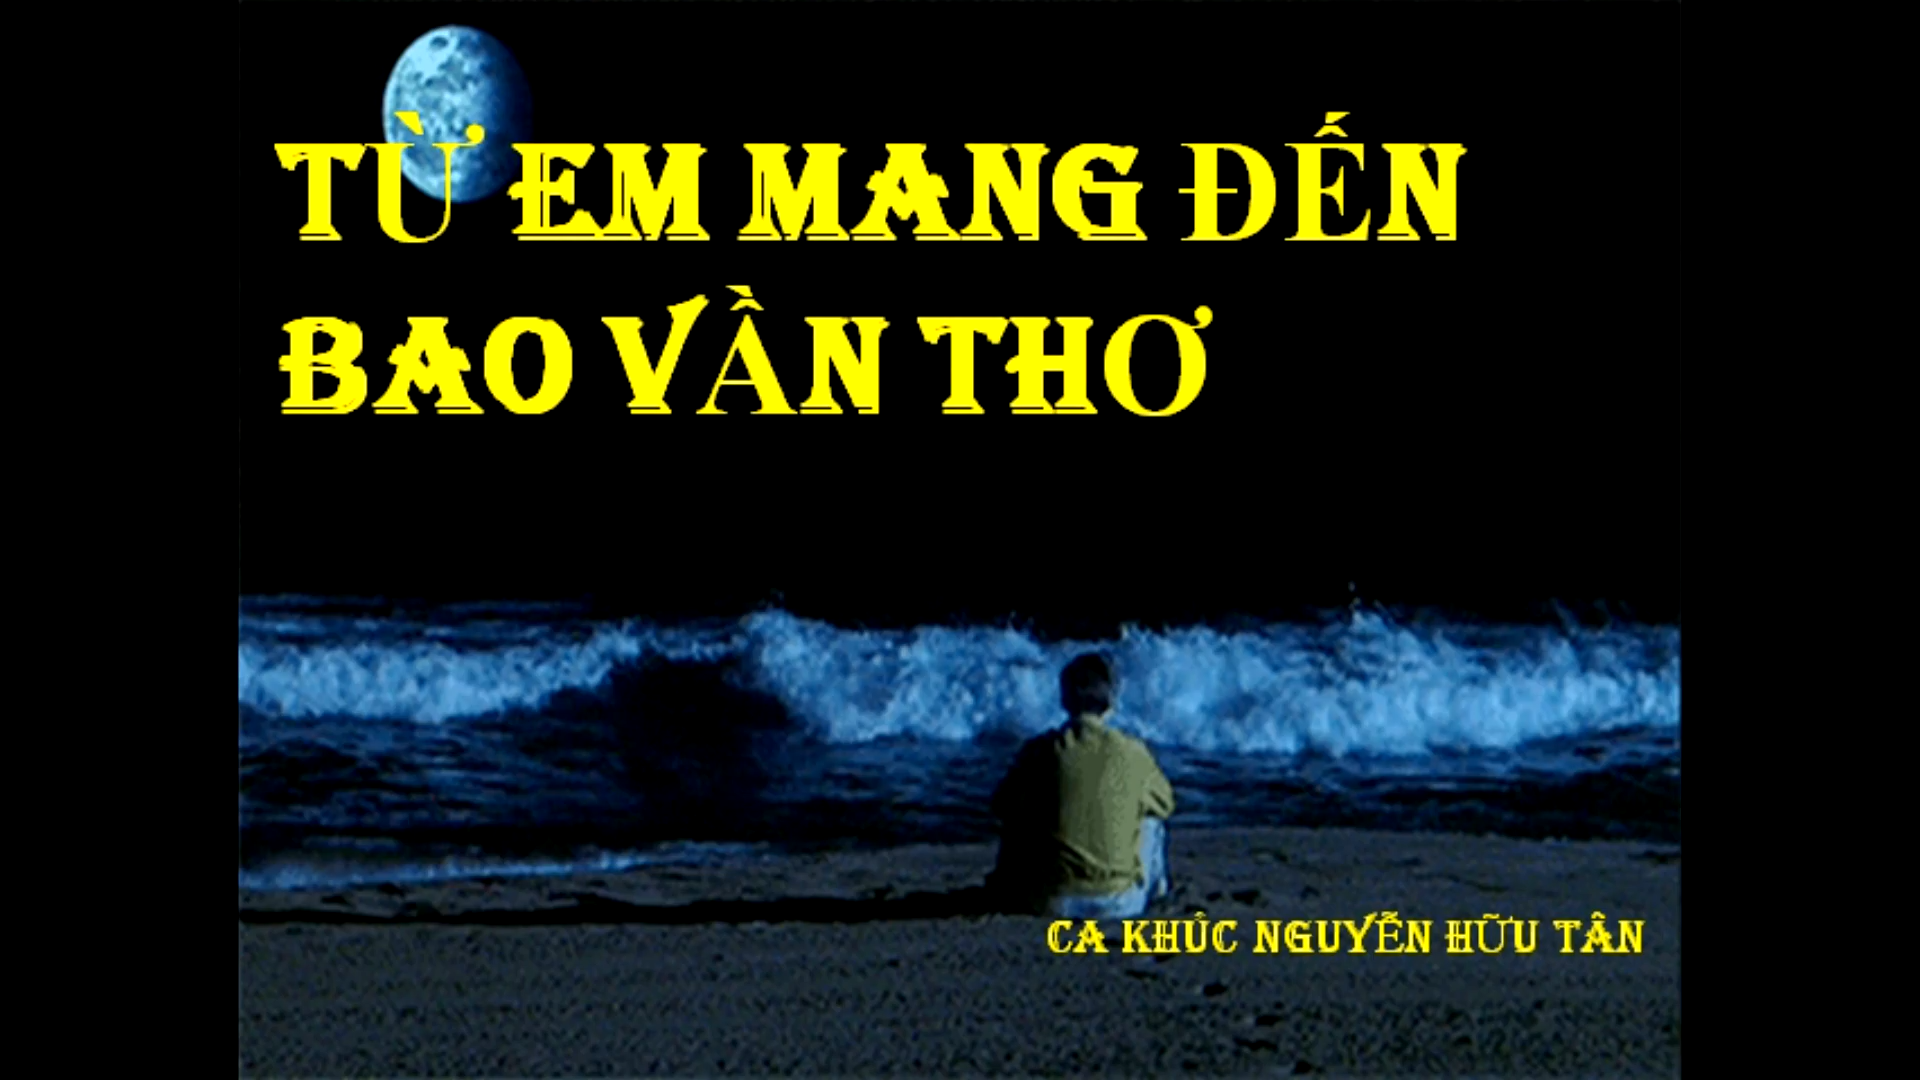 TỪ EM MANG ĐẾN
BAO VẦN THƠ
CA KHÚC NGUYỄN HỮU TÂN